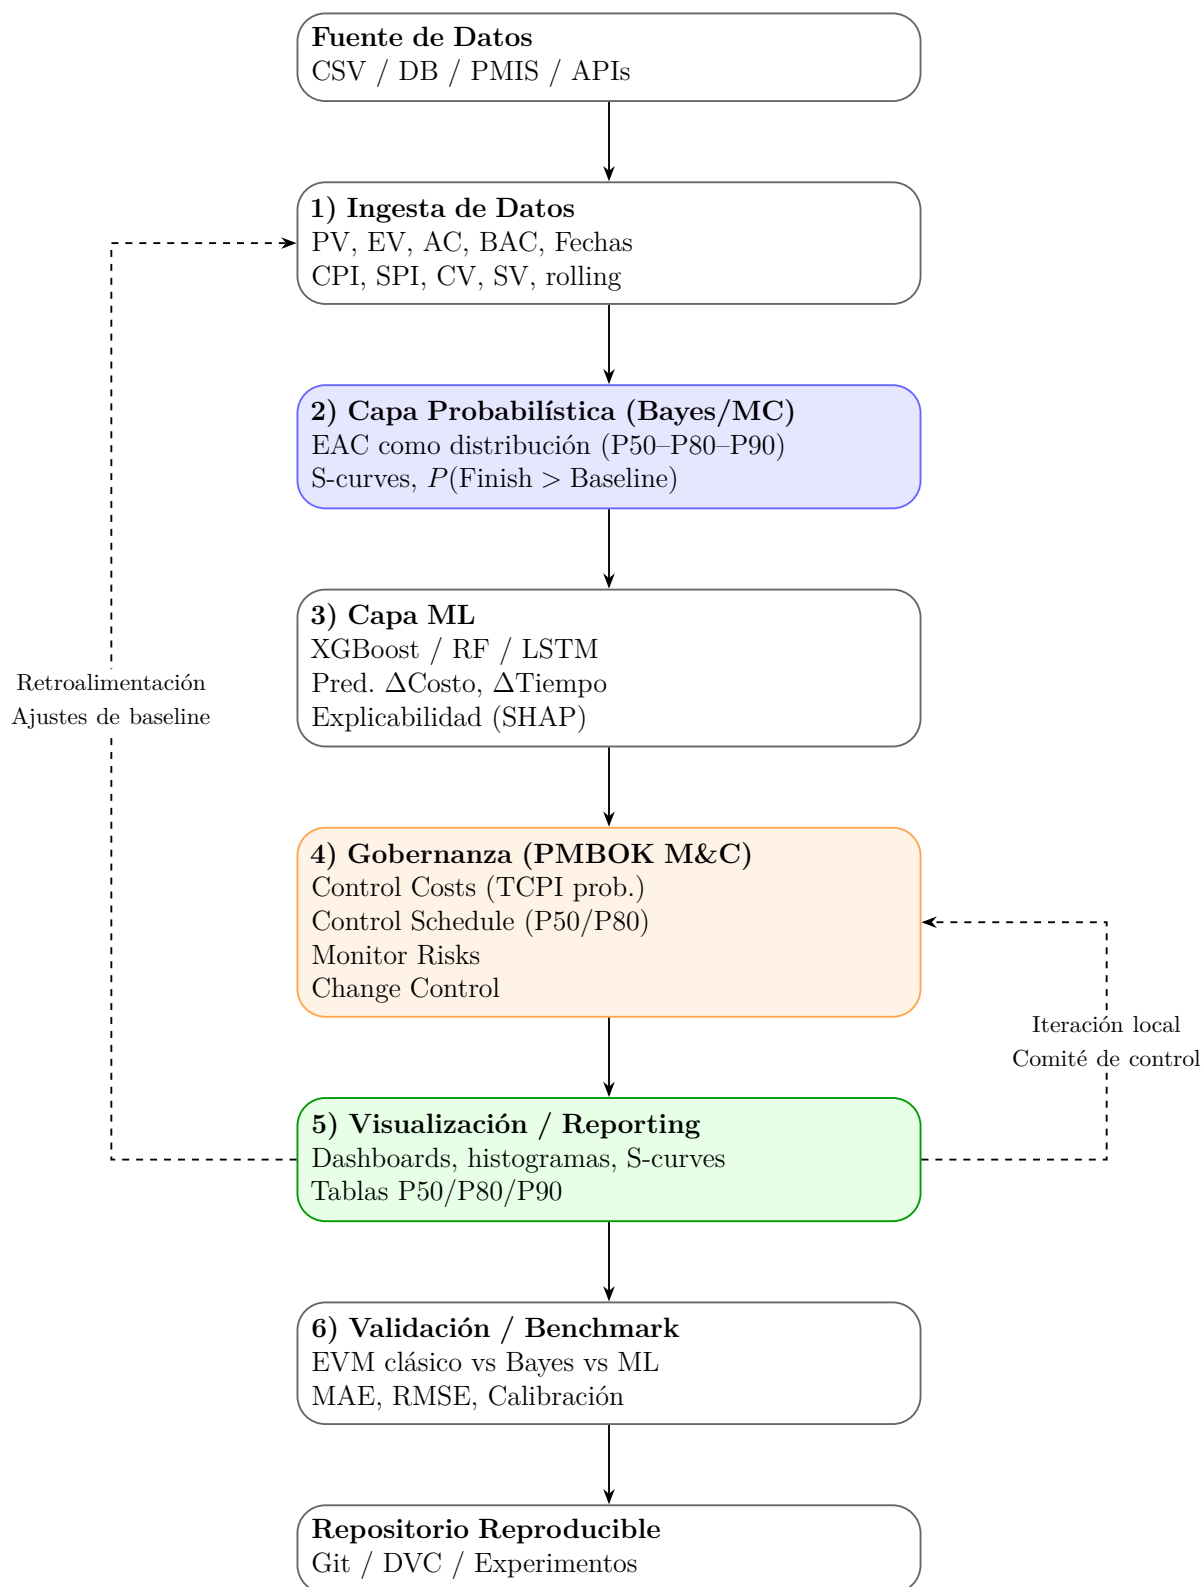 Fuente de Datos
CSV / DB / PMIS / APIs
1) Ingesta de Datos
PV, EV, AC, BAC, Fechas
CPI, SPI, CV, SV, rolling
2) Capa Probabilística (Bayes/MC)
EAC como distribución (P50–P80–P90)
S-curves, P(Finish > Baseline)
3) Capa ML
XGBoost / RF / LSTM
Pred. ΔCosto, ΔTiempo
Explicabilidad (SHAP)
Retroalimentación
Ajustes de baseline
4) Gobernanza (PMBOK M&C)
Control Costs (TCPI prob.)
Control Schedule (P50/P80)
Monitor Risks
Change Control
Iteración local
Comité de control
5) Visualización / Reporting
Dashboards, histogramas, S-curves
Tablas P50/P80/P90
6) Validación / Benchmark
EVM clásico vs Bayes vs ML
MAE, RMSE, Calibración
Repositorio Reproducible
Git / DVC / Experimentos